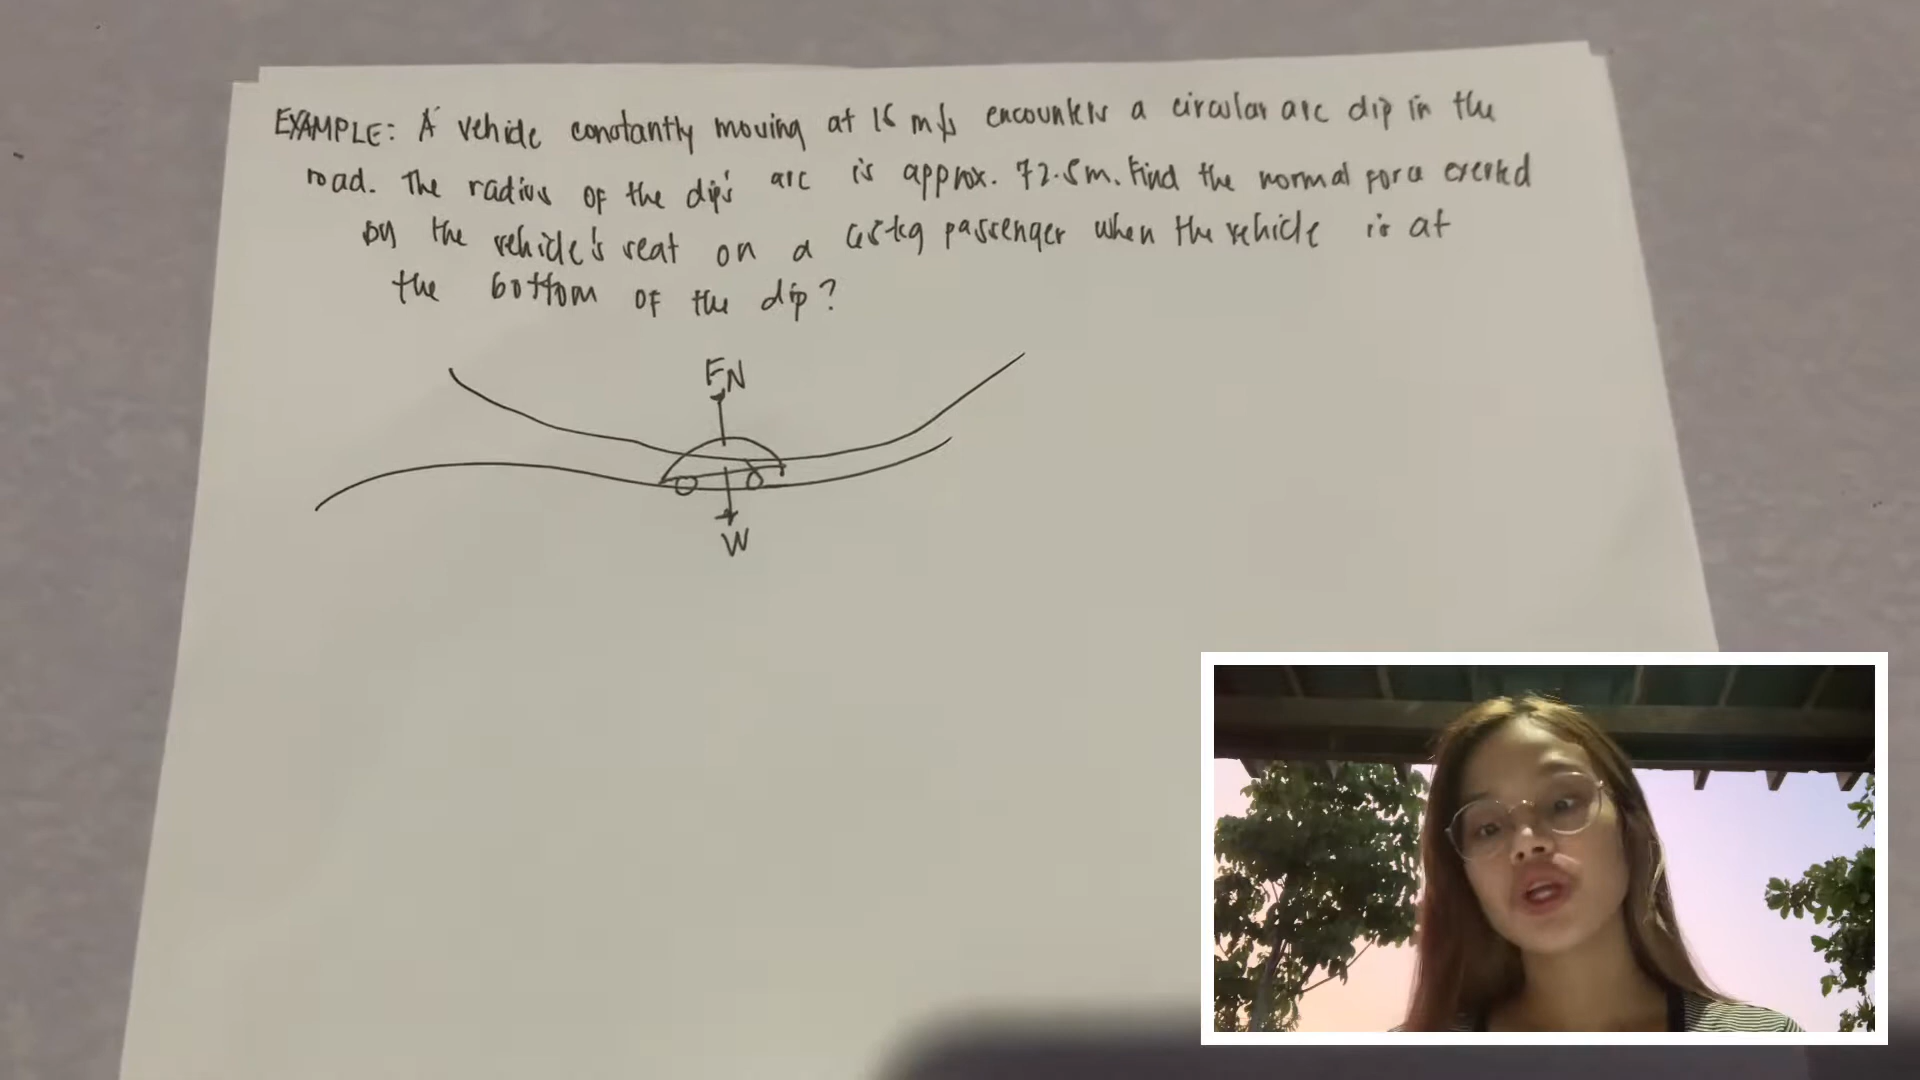 EXAMPLE: A vehicle constantly moving at 16 m/s encounters a circular arc dip in the
road. The radius of the dip's arc is approx. 72.5m. Find the normal force exerted
by the vehicle's seat on a 65kg passenger when the vehicle is at
the bottom of the dip?
FN
W